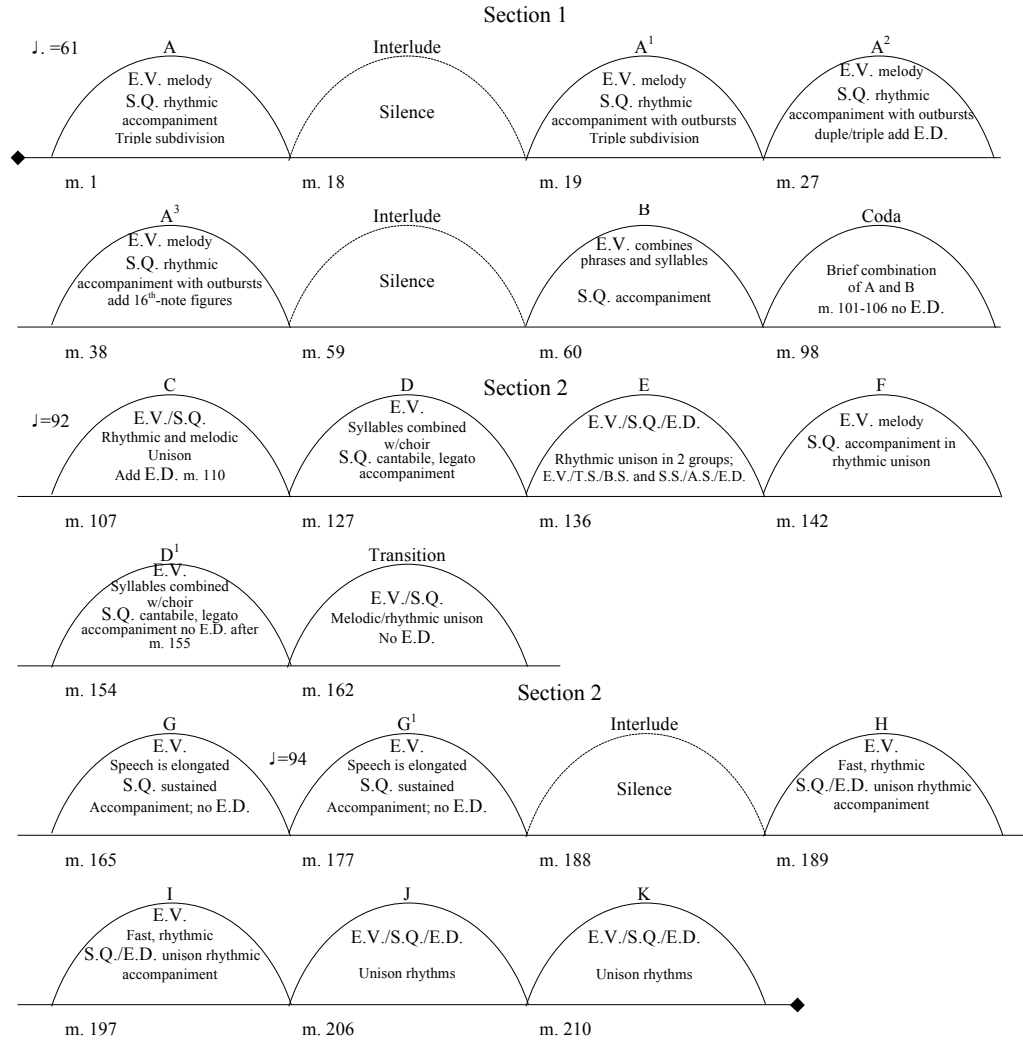 Section 1
♩. =61
A
E.V. melody
S.Q. rhythmic
accompaniment
Triple subdivision
m. 1
Interlude
Silence
m. 18
A¹
E.V. melody
S.Q. rhythmic
accompaniment with outbursts
Triple subdivision
m. 19
A²
E.V. melody
S.Q. rhythmic
accompaniment with outbursts
duple/triple add E.D.
m. 27
A³
E.V. melody
S.Q. rhythmic
accompaniment with outbursts
add 16th-note figures
m. 38
Interlude
Silence
m. 59
B
E.V. combines
phrases and syllables
S.Q. accompaniment
m. 60
Coda
Brief combination
of A and B
m. 101-106 no E.D.
m. 98
Section 2
♩=92
C
E.V./S.Q.
Rhythmic and melodic
Unison
Add E.D. m. 110
m. 107
D
E.V.
Syllables combined
w/choir
S.Q. cantabile, legato
accompaniment
m. 127
E
E.V./S.Q./E.D.
Rhythmic unison in 2 groups;
E.V./T.S./B.S. and S.S./A.S./E.D.
m. 136
F
E.V. melody
S.Q. accompaniment in
rhythmic unison
m. 142
D¹
E.V.
Syllables combined
w/choir
S.Q. cantabile, legato
accompaniment no E.D. after
m. 155
m. 154
Transition
E.V./S.Q.
Melodic/rhythmic unison
No E.D.
m. 162
Section 2
G
E.V.
Speech is elongated
S.Q. sustained
Accompaniment; no E.D.
m. 165
♩=94
G¹
E.V.
Speech is elongated
S.Q. sustained
Accompaniment; no E.D.
m. 177
Interlude
Silence
m. 188
H
E.V.
Fast, rhythmic
S.Q./E.D. unison rhythmic
accompaniment
m. 189
I
E.V.
Fast, rhythmic
S.Q./E.D. unison rhythmic
accompaniment
m. 197
J
E.V./S.Q./E.D.
Unison rhythms
m. 206
K
E.V./S.Q./E.D.
Unison rhythms
m. 210